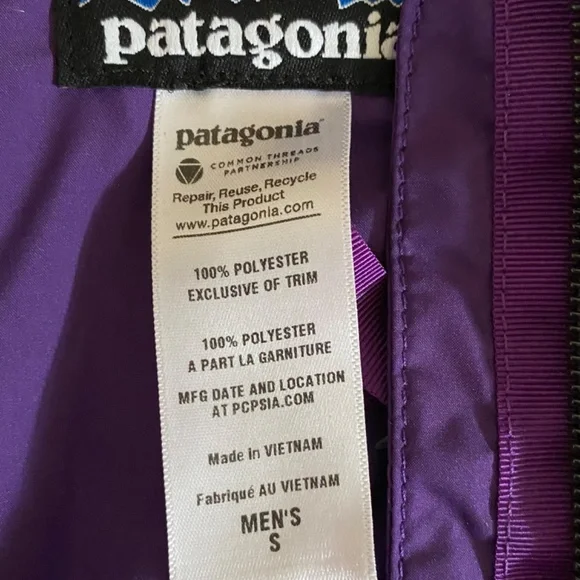 patagonia
patagonia
COMMON THREADS
PARTNERSHIP
Repair, Reuse, Recycle
This Product
www.patagonia.com
100% POLYESTER
EXCLUSIVE OF TRIM
100% POLYESTER
A PART LA GARNITURE
MFG DATE AND LOCATION
AT PCPSIA.COM
Made in VIETNAM
Fabriqué AU VIETNAM
MEN'S
S